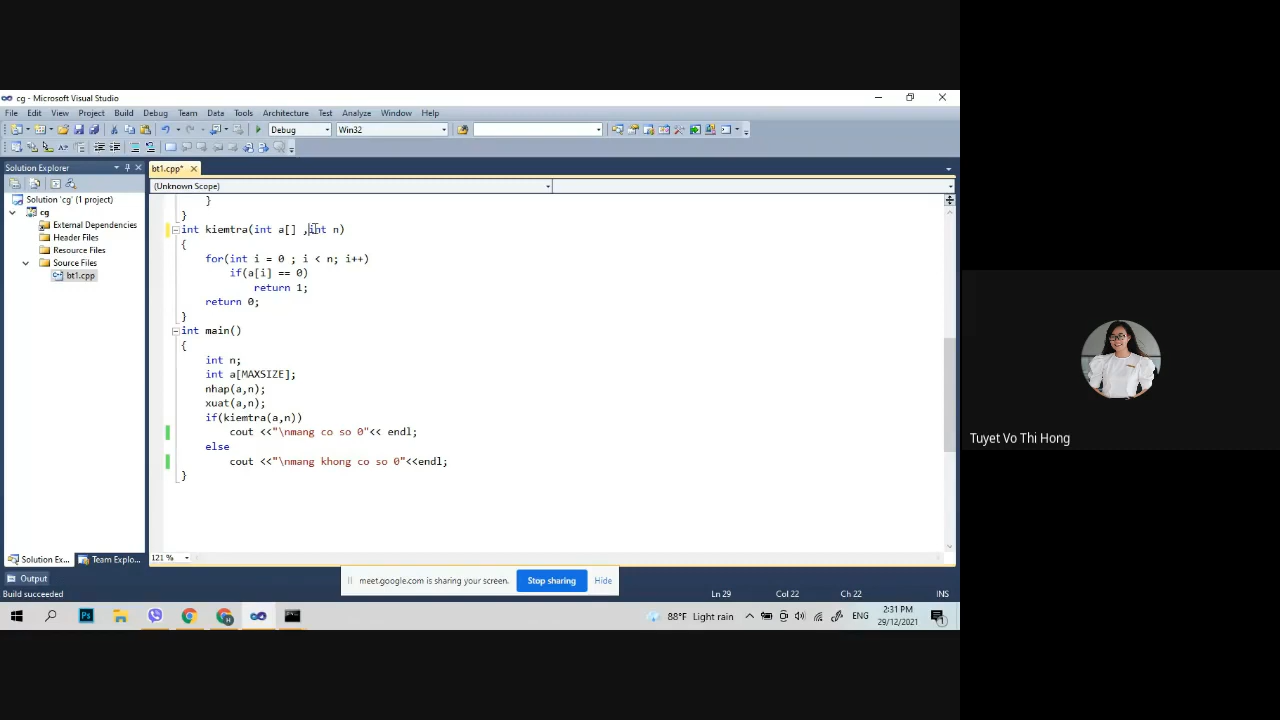 cg - Microsoft Visual Studio
File Edit View Project Build Debug Team Data Tools Architecture Test Analyze Window Help
Debug Win32
Solution Explorer
bt1.cpp*
(Unknown Scope)
Solution 'cg' (1 project)
cg
External Dependencies
Header Files
Resource Files
Source Files
bt1.cpp
}
}
int kiemtra(int a[] ,int n)
{
for(int i = 0 ; i < n; i++)
if(a[i] == 0)
return 1;
return 0;
}
int main()
{
int n;
int a[MAXSIZE];
nhap(a,n);
xuat(a,n);
if(kiemtra(a,n))
cout <<"\nmang co so 0"<< endl;
else
cout <<"\nmang khong co so 0"<<endl;
}
121 %
Solution Ex... Team Explo...
Output
meet.google.com is sharing your screen. Stop sharing Hide
Build succeeded Ln 29 Col 22 Ch 22 INS
88°F Light rain ENG 2:31 PM
29/12/2021
Tuyet Vo Thi Hong